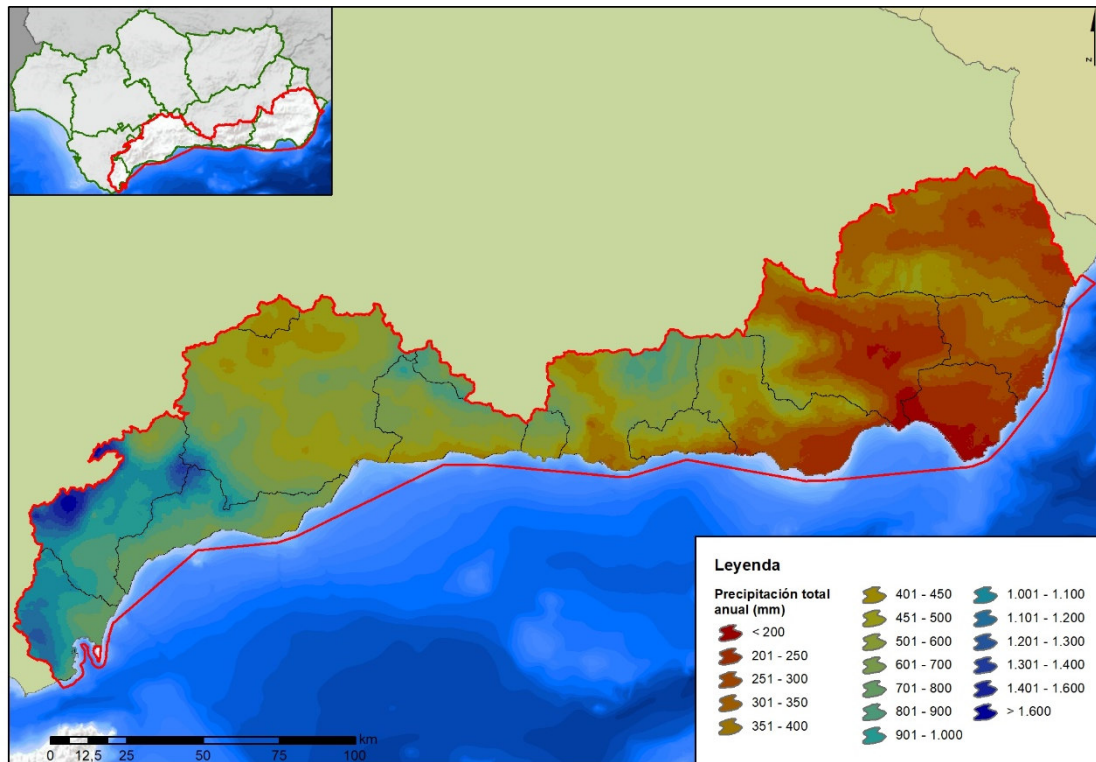 z
Leyenda
Precipitación total
anual (mm)
< 200
201 - 250
251 - 300
301 - 350
351 - 400
401 - 450
451 - 500
501 - 600
601 - 700
701 - 800
801 - 900
901 - 1.000
1.001 - 1.100
1.101 - 1.200
1.201 - 1.300
1.301 - 1.400
1.401 - 1.600
> 1.600
km
0 12,5 25 50 75 100